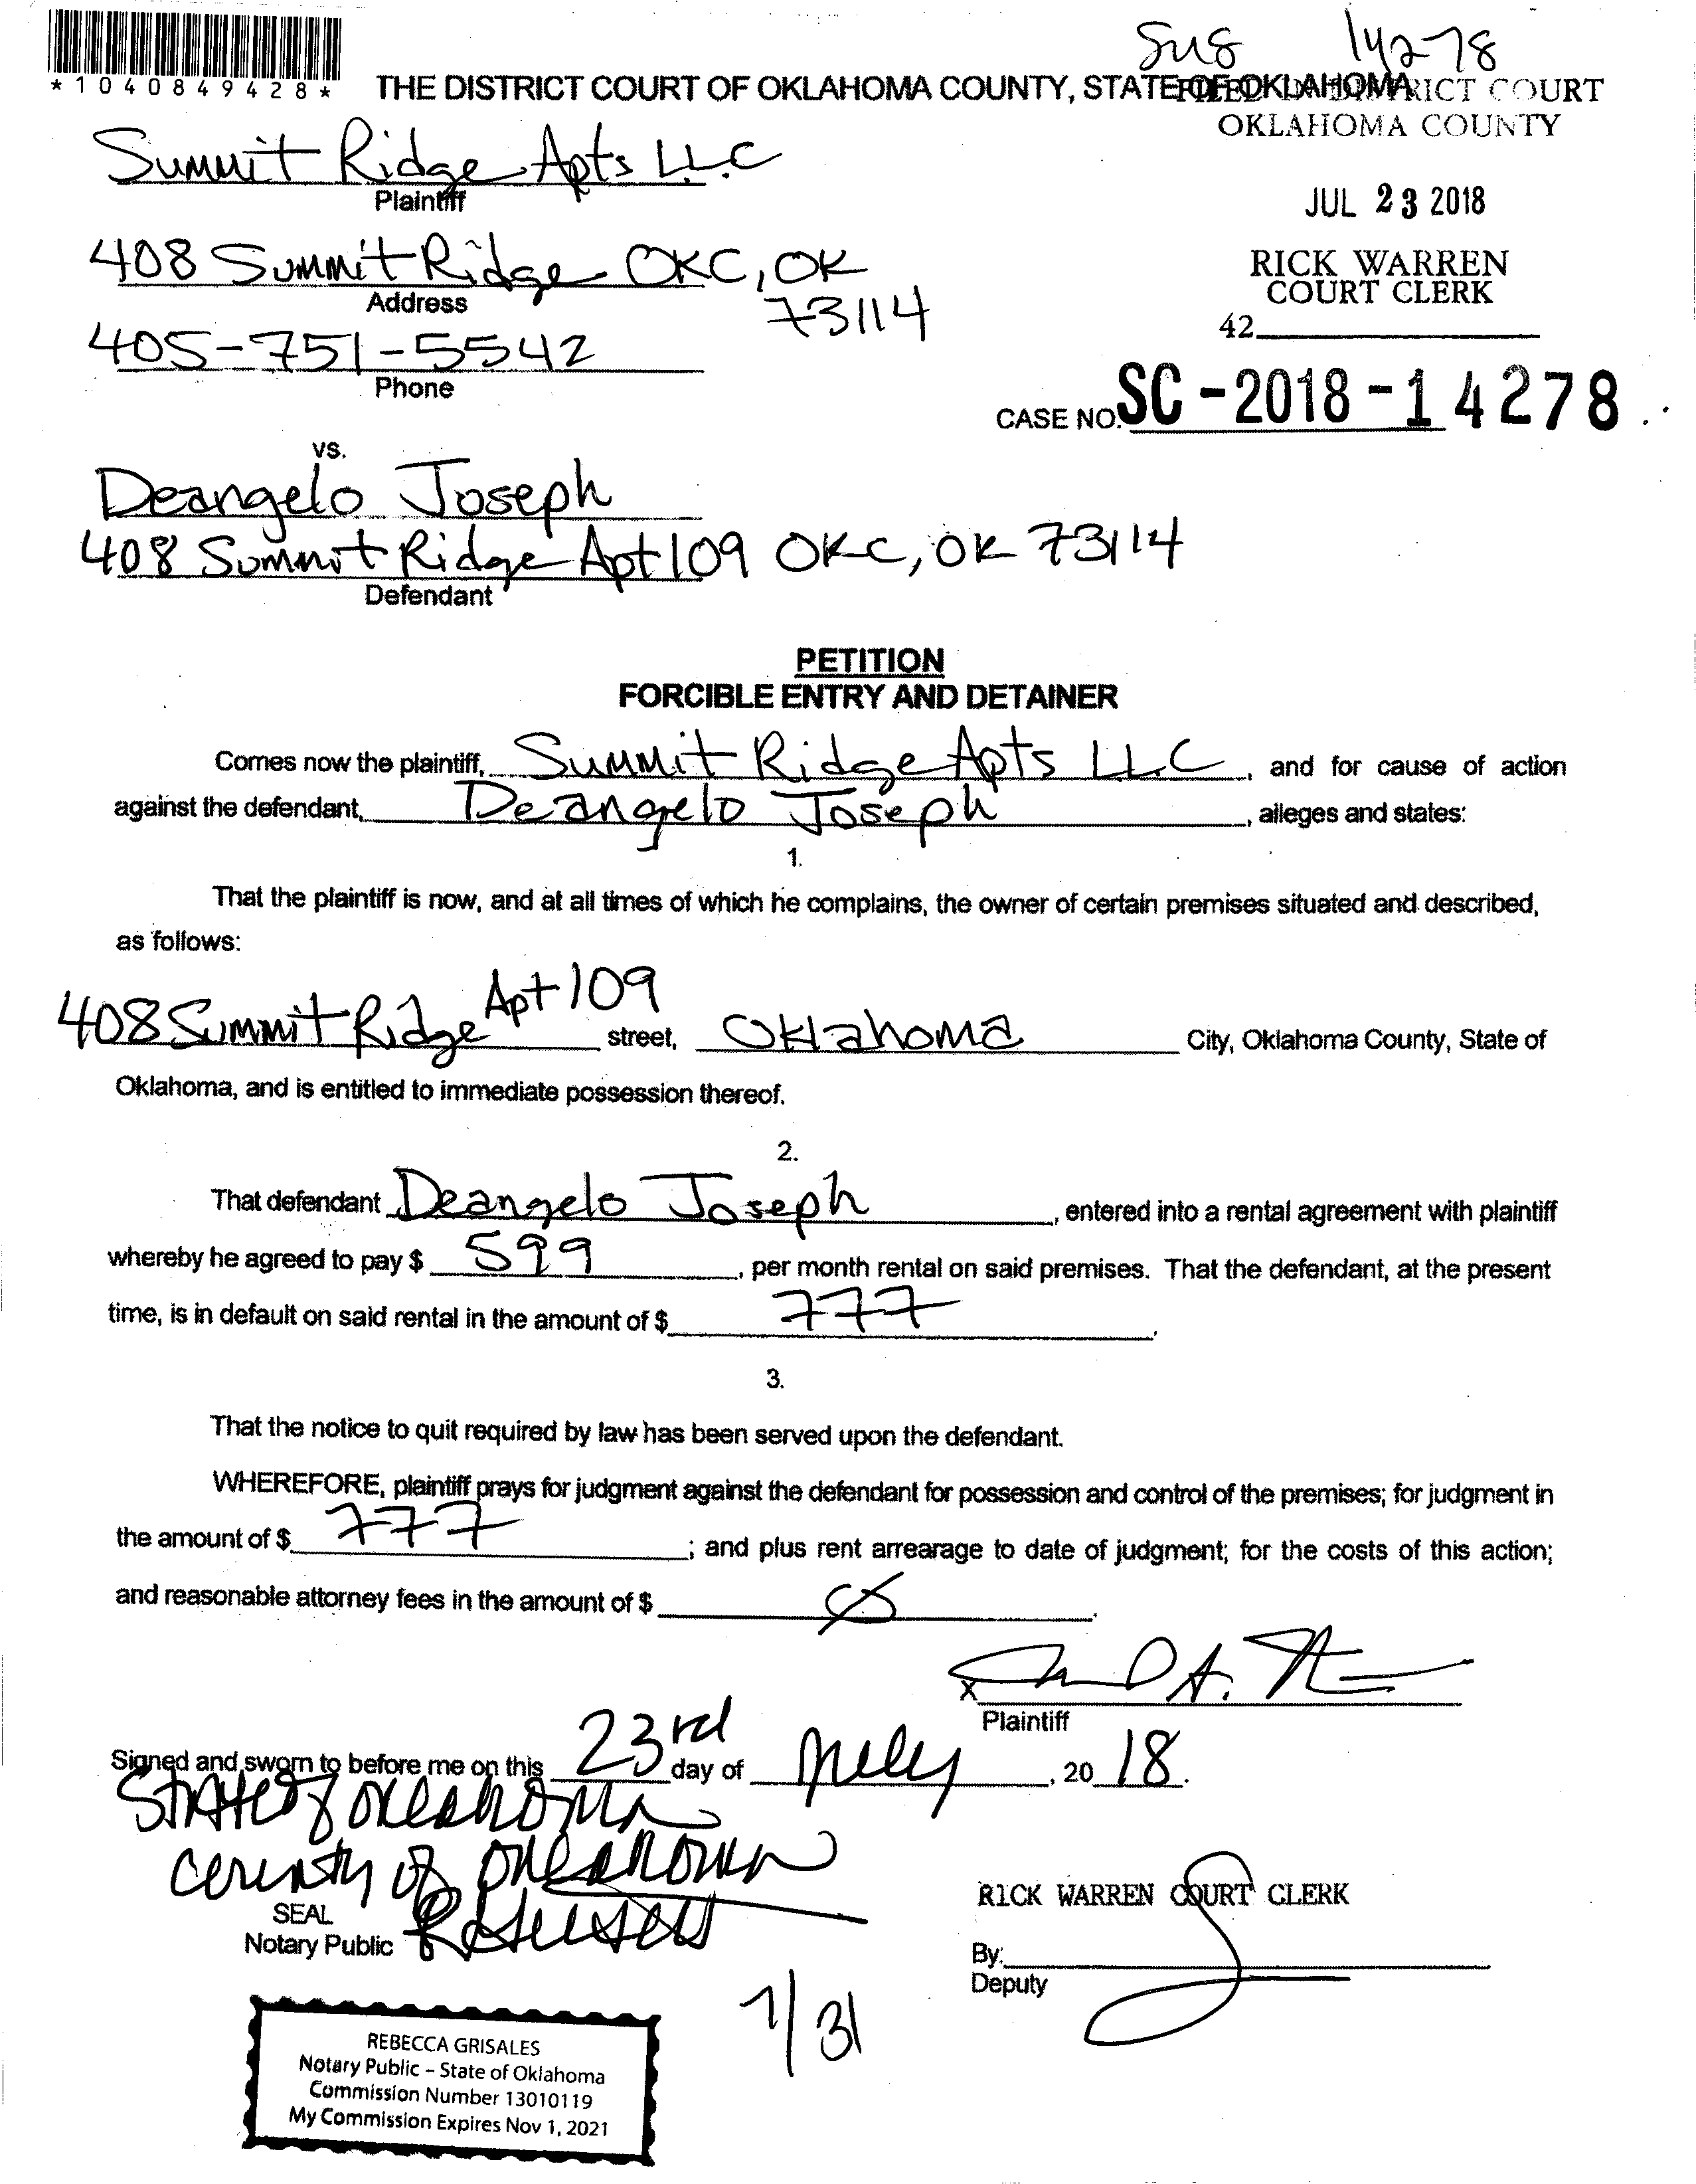 Sus 14278
*1040849428*
THE DISTRICT COURT OF OKLAHOMA COUNTY, STATE OF OKLAHOMA
FILED IN DISTRICT COURT
OKLAHOMA COUNTY
Summit Ridge Apts LLC
Plaintiff
JUL 23 2018
408 Summit Ridge OKC, OK
73114
Address
RICK WARREN
COURT CLERK
42
405-751-5542
Phone
CASE NO. SC-2018-14278
vs.
Deangelo Joseph
408 Summit Ridge Apt 109 OKC, OK 73114
Defendant
PETITION
FORCIBLE ENTRY AND DETAINER
Comes now the plaintiff, Summit Ridge Apts LLC, and for cause of action
against the defendant, Deangelo Joseph, alleges and states:
1.
That the plaintiff is now, and at all times of which he complains, the owner of certain premises situated and described,
as follows:
408 Summit Ridge Apt 109 street, Oklahoma City, Oklahoma County, State of
Oklahoma, and is entitled to immediate possession thereof.
2.
That defendant Deangelo Joseph, entered into a rental agreement with plaintiff
whereby he agreed to pay $ 599, per month rental on said premises. That the defendant, at the present
time, is in default on said rental in the amount of $ 777.
3.
That the notice to quit required by law has been served upon the defendant.
WHEREFORE, plaintiff prays for judgment against the defendant for possession and control of the premises; for judgment in
the amount of $ 777; and plus rent arrearage to date of judgment; for the costs of this action;
and reasonable attorney fees in the amount of $ Ø.
X
Plaintiff
Signed and sworn to before me on this 23rd day of July, 2018.
State of Oklahoma
County of Oklahoma
SEAL
Notary Public
RICK WARREN COURT CLERK
By:
Deputy
7/31
REBECCA GRISALES
Notary Public – State of Oklahoma
Commission Number 13010119
My Commission Expires Nov 1, 2021